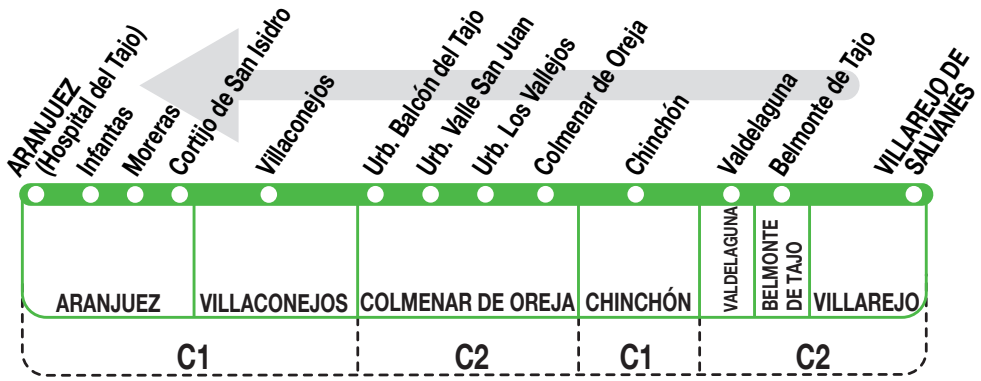 ARANJUEZ
(Hospital del Tajo)
Infantas
Moreras
Cortijo de San Isidro
Villaconejos
Urb. Balcón del Tajo
Urb. Valle San Juan
Urb. Los Vallejos
Colmenar de Oreja
Chinchón
Valdelaguna
Belmonte de Tajo
VILLAREJO DE
SALVANÉS
ARANJUEZ
VILLACONEJOS
COLMENAR DE OREJA
CHINCHÓN
VALDELAGUNA
BELMONTE
DE TAJO
VILLAREJO
C1
C2
C1
C2